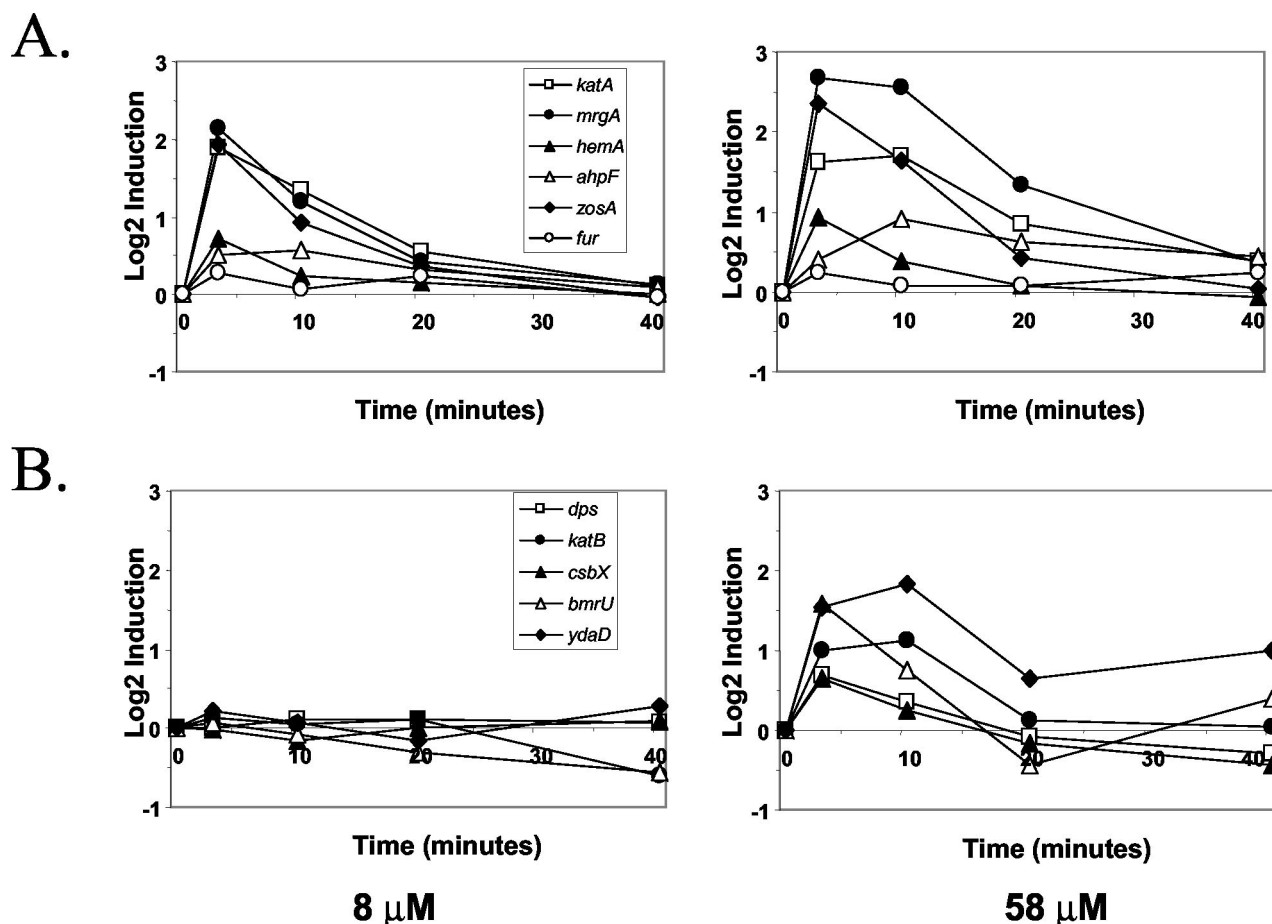 A.
3
2
1
0
-1
Log2 Induction
0 10 20 30 40
Time (minutes)
katA
mrgA
hemA
ahpF
zosA
fur
3
2
1
0
-1
Log2 Induction
0 10 20 30 40
Time (minutes)
B.
3
2
1
0
-1
Log2 Induction
0 10 20 30 40
Time (minutes)
dps
katB
csbX
bmrU
ydaD
3
2
1
0
-1
Log2 Induction
0 10 20 30 40
Time (minutes)
8 μM
58 μM